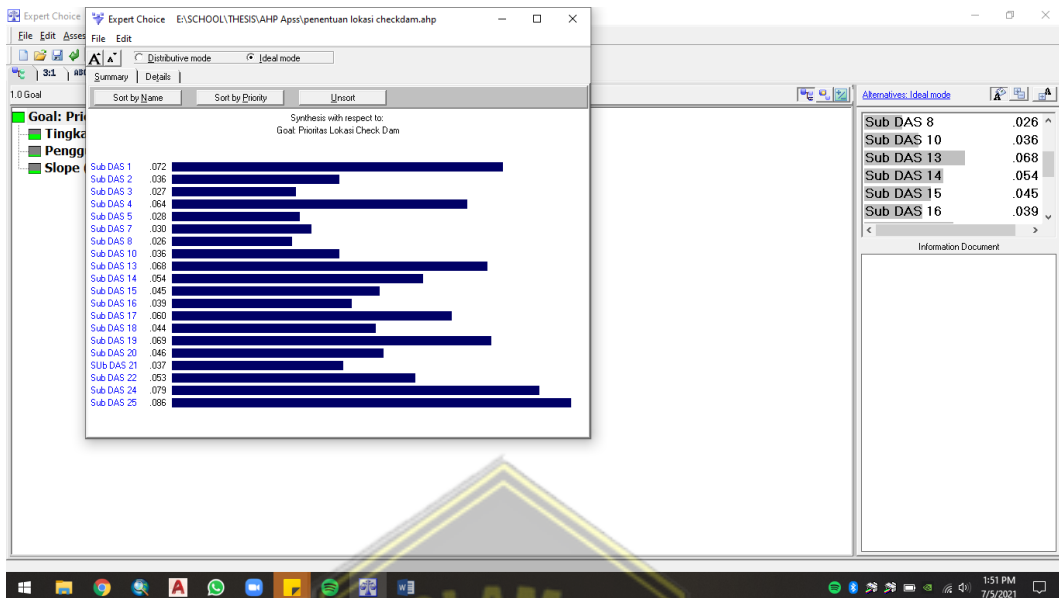 Expert Choice
Expert Choice E:\SCHOOL\THESIS\AHP Apss\penentuan lokasi checkdam.ahp
File Edit Asses
File Edit
Distributive mode Ideal mode
3:1
Summary Details
1.0 Goal
Sort by Name Sort by Priority Unsort
Alternatives: Ideal mode
Synthesis with respect to:
Goal: Prioritas Lokasi Check Dam
Goal: Pri
Tingka
Pengg
Slope (
Sub DAS 1 .072
Sub DAS 2 .036
Sub DAS 3 .027
Sub DAS 4 .064
Sub DAS 5 .028
Sub DAS 7 .030
Sub DAS 8 .026
Sub DAS 10 .036
Sub DAS 13 .068
Sub DAS 14 .054
Sub DAS 15 .045
Sub DAS 16 .039
Sub DAS 17 .060
Sub DAS 18 .044
Sub DAS 19 .069
Sub DAS 20 .046
SUb DAS 21 .037
Sub DAS 22 .053
Sub DAS 24 .079
Sub DAS 25 .086
Sub DAS 8 .026
Sub DAS 10 .036
Sub DAS 13 .068
Sub DAS 14 .054
Sub DAS 15 .045
Sub DAS 16 .039
Information Document
1:51 PM
7/5/2021